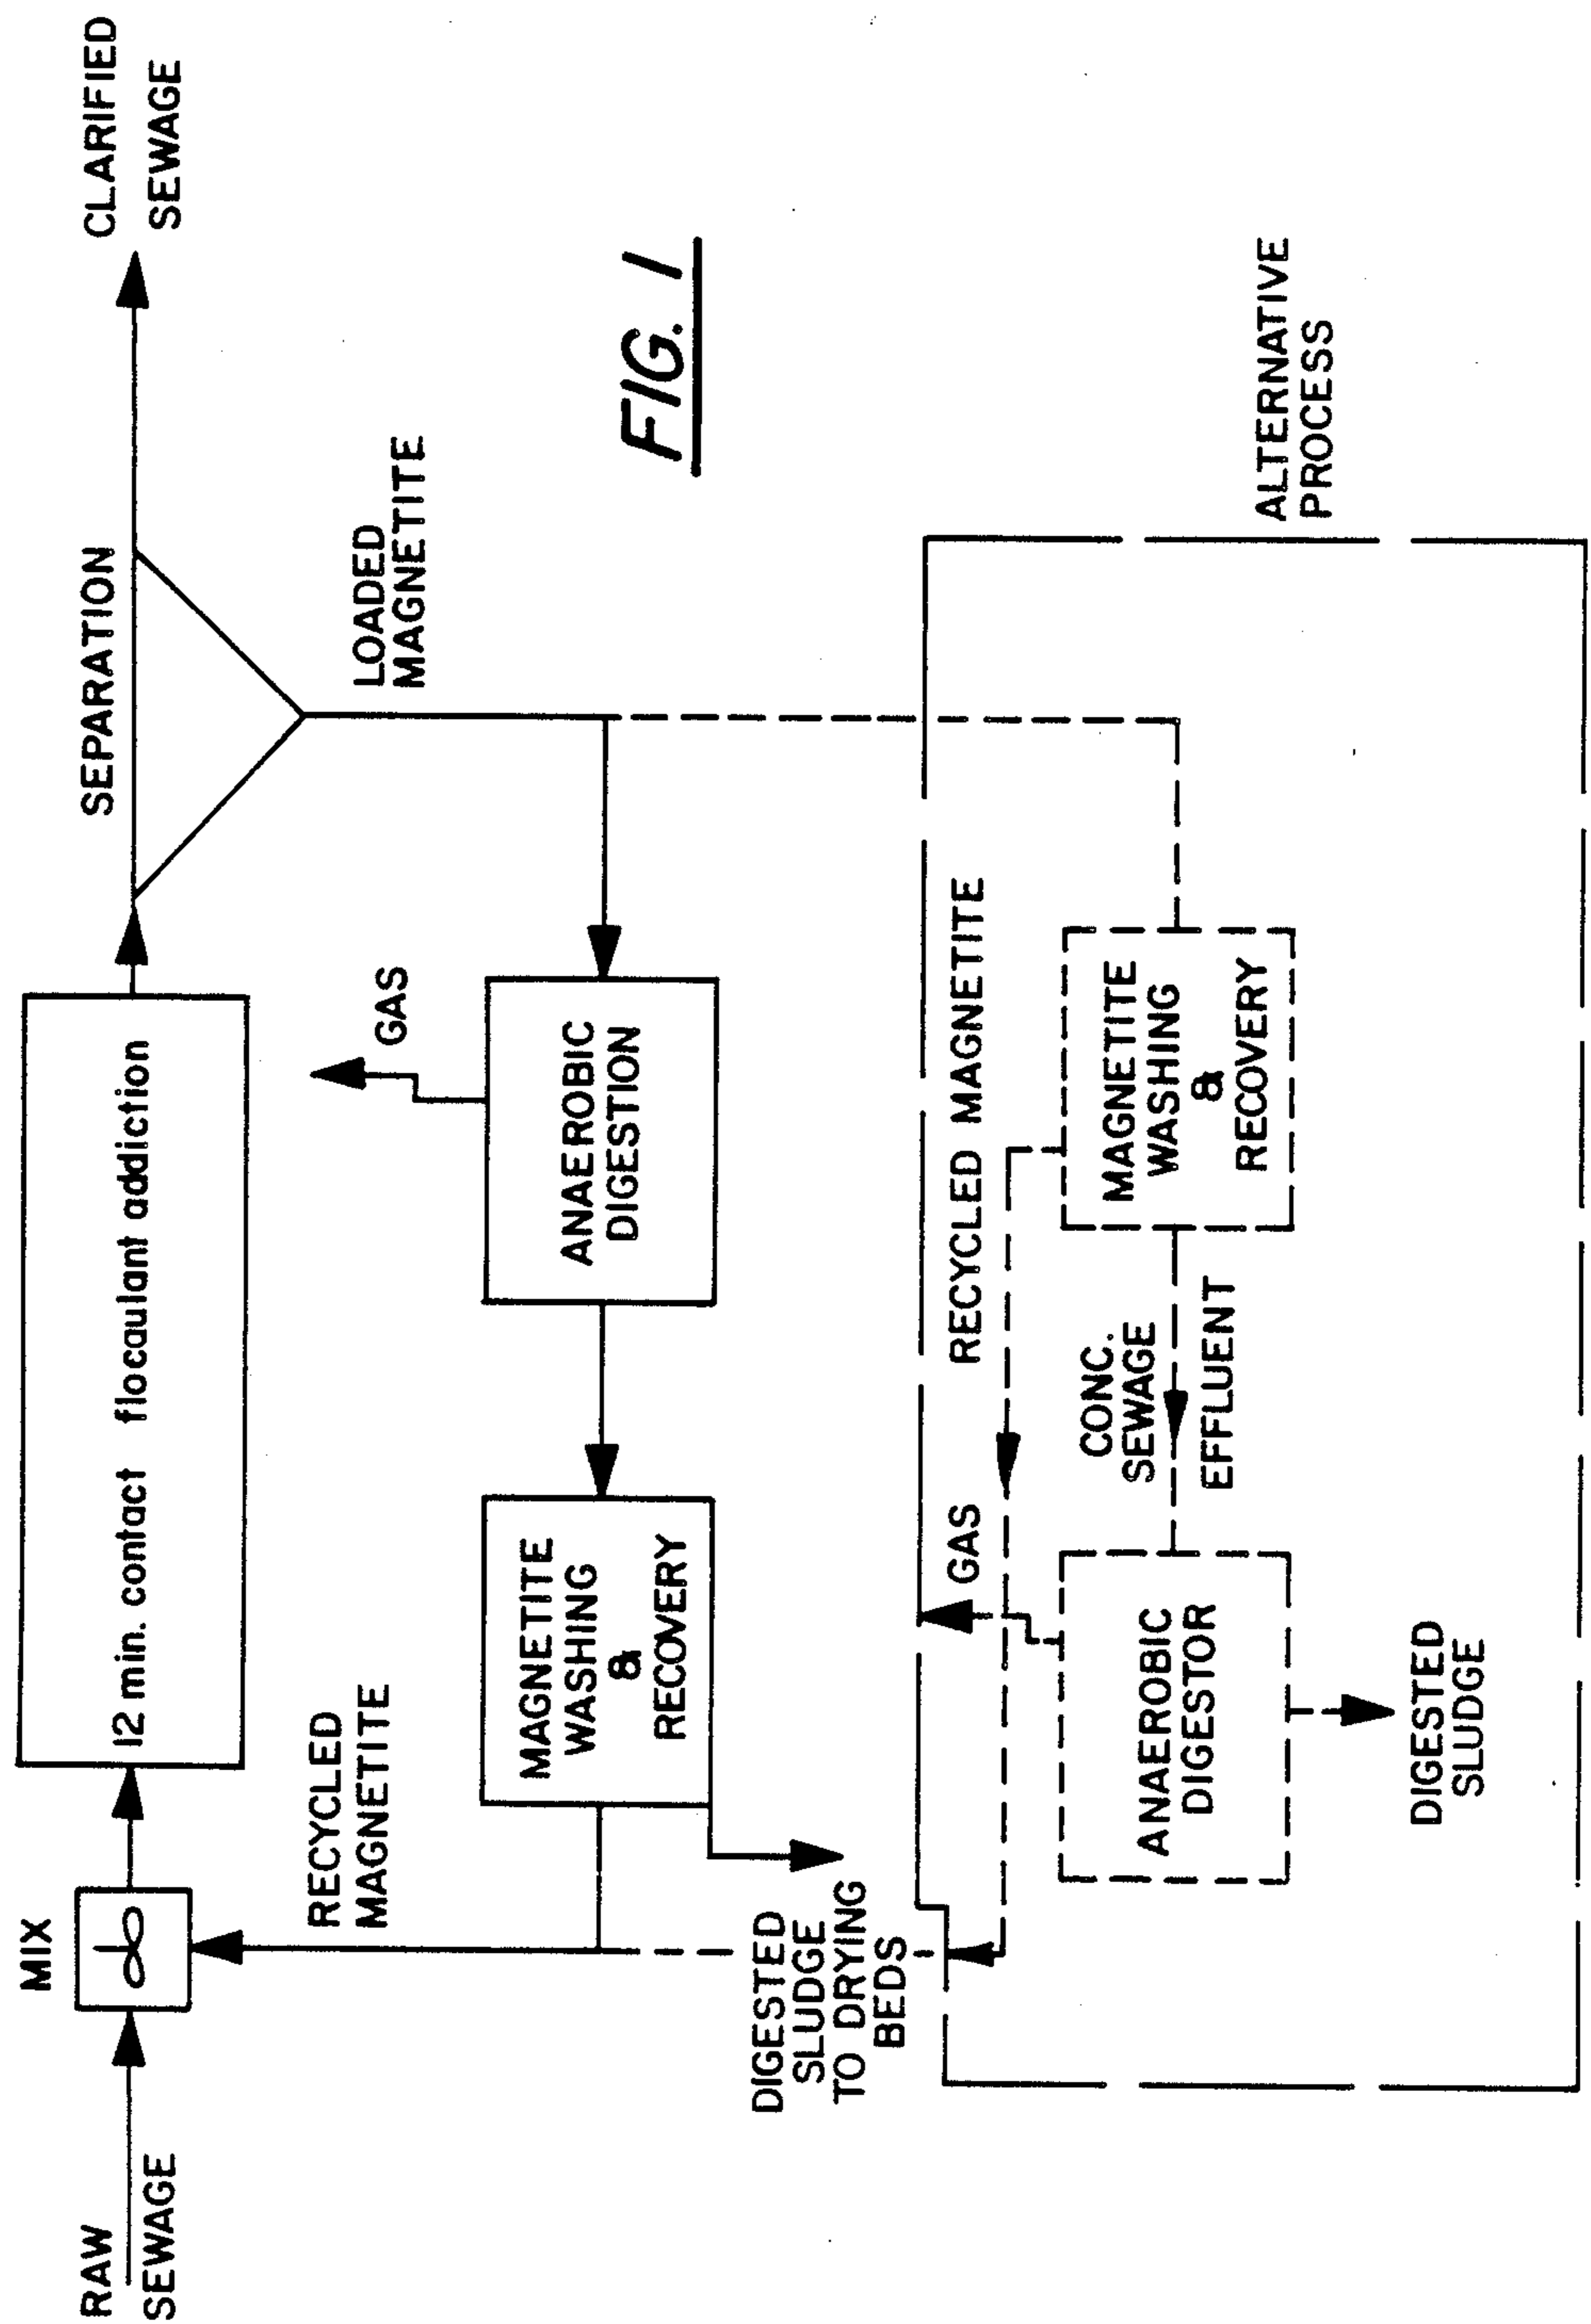 RAW
SEWAGE
MIX
12 min. contact flocculant addiction
SEPARATION
CLARIFIED
SEWAGE
RECYCLED
MAGNETITE
LOADED
MAGNETITE
GAS
MAGNETITE
WASHING
&
RECOVERY
ANAEROBIC
DIGESTION
FIG. 1
DIGESTED
SLUDGE
TO DRYING
BEDS
GAS
RECYCLED MAGNETITE
ANAEROBIC
DIGESTOR
CONC.
SEWAGE
EFFLUENT
MAGNETITE
WASHING
&
RECOVERY
ALTERNATIVE
PROCESS
DIGESTED
SLUDGE